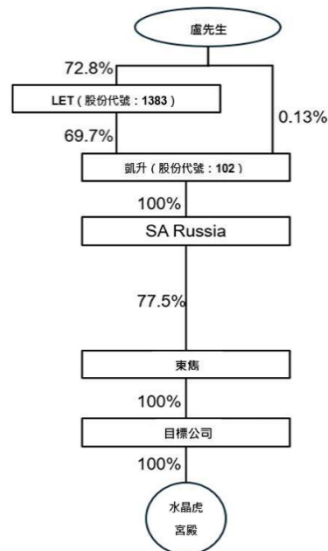 盧先生
72.8%
LET（股份代號：1383）
0.13%
69.7%
凱升（股份代號：102）
100%
SA Russia
77.5%
東雋
100%
目標公司
100%
水晶虎
宮殿